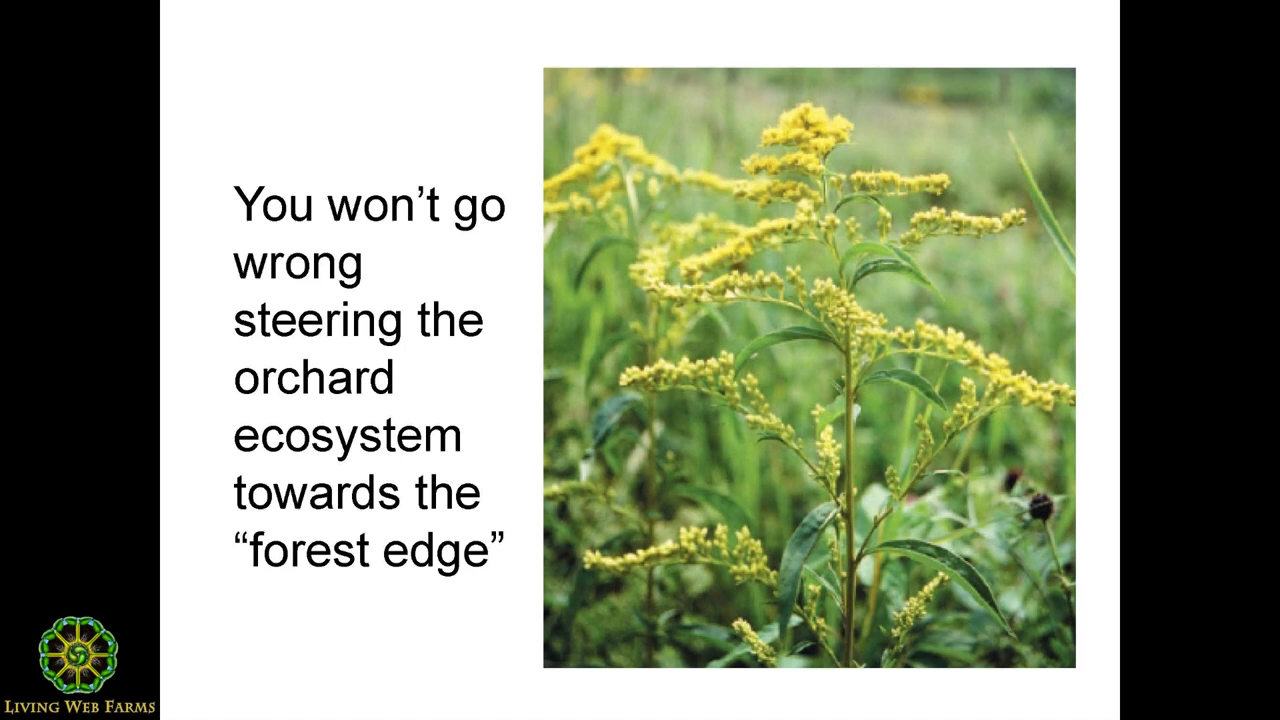 You won’t go
wrong
steering the
orchard
ecosystem
towards the
“forest edge”
LIVING WEB FARMS